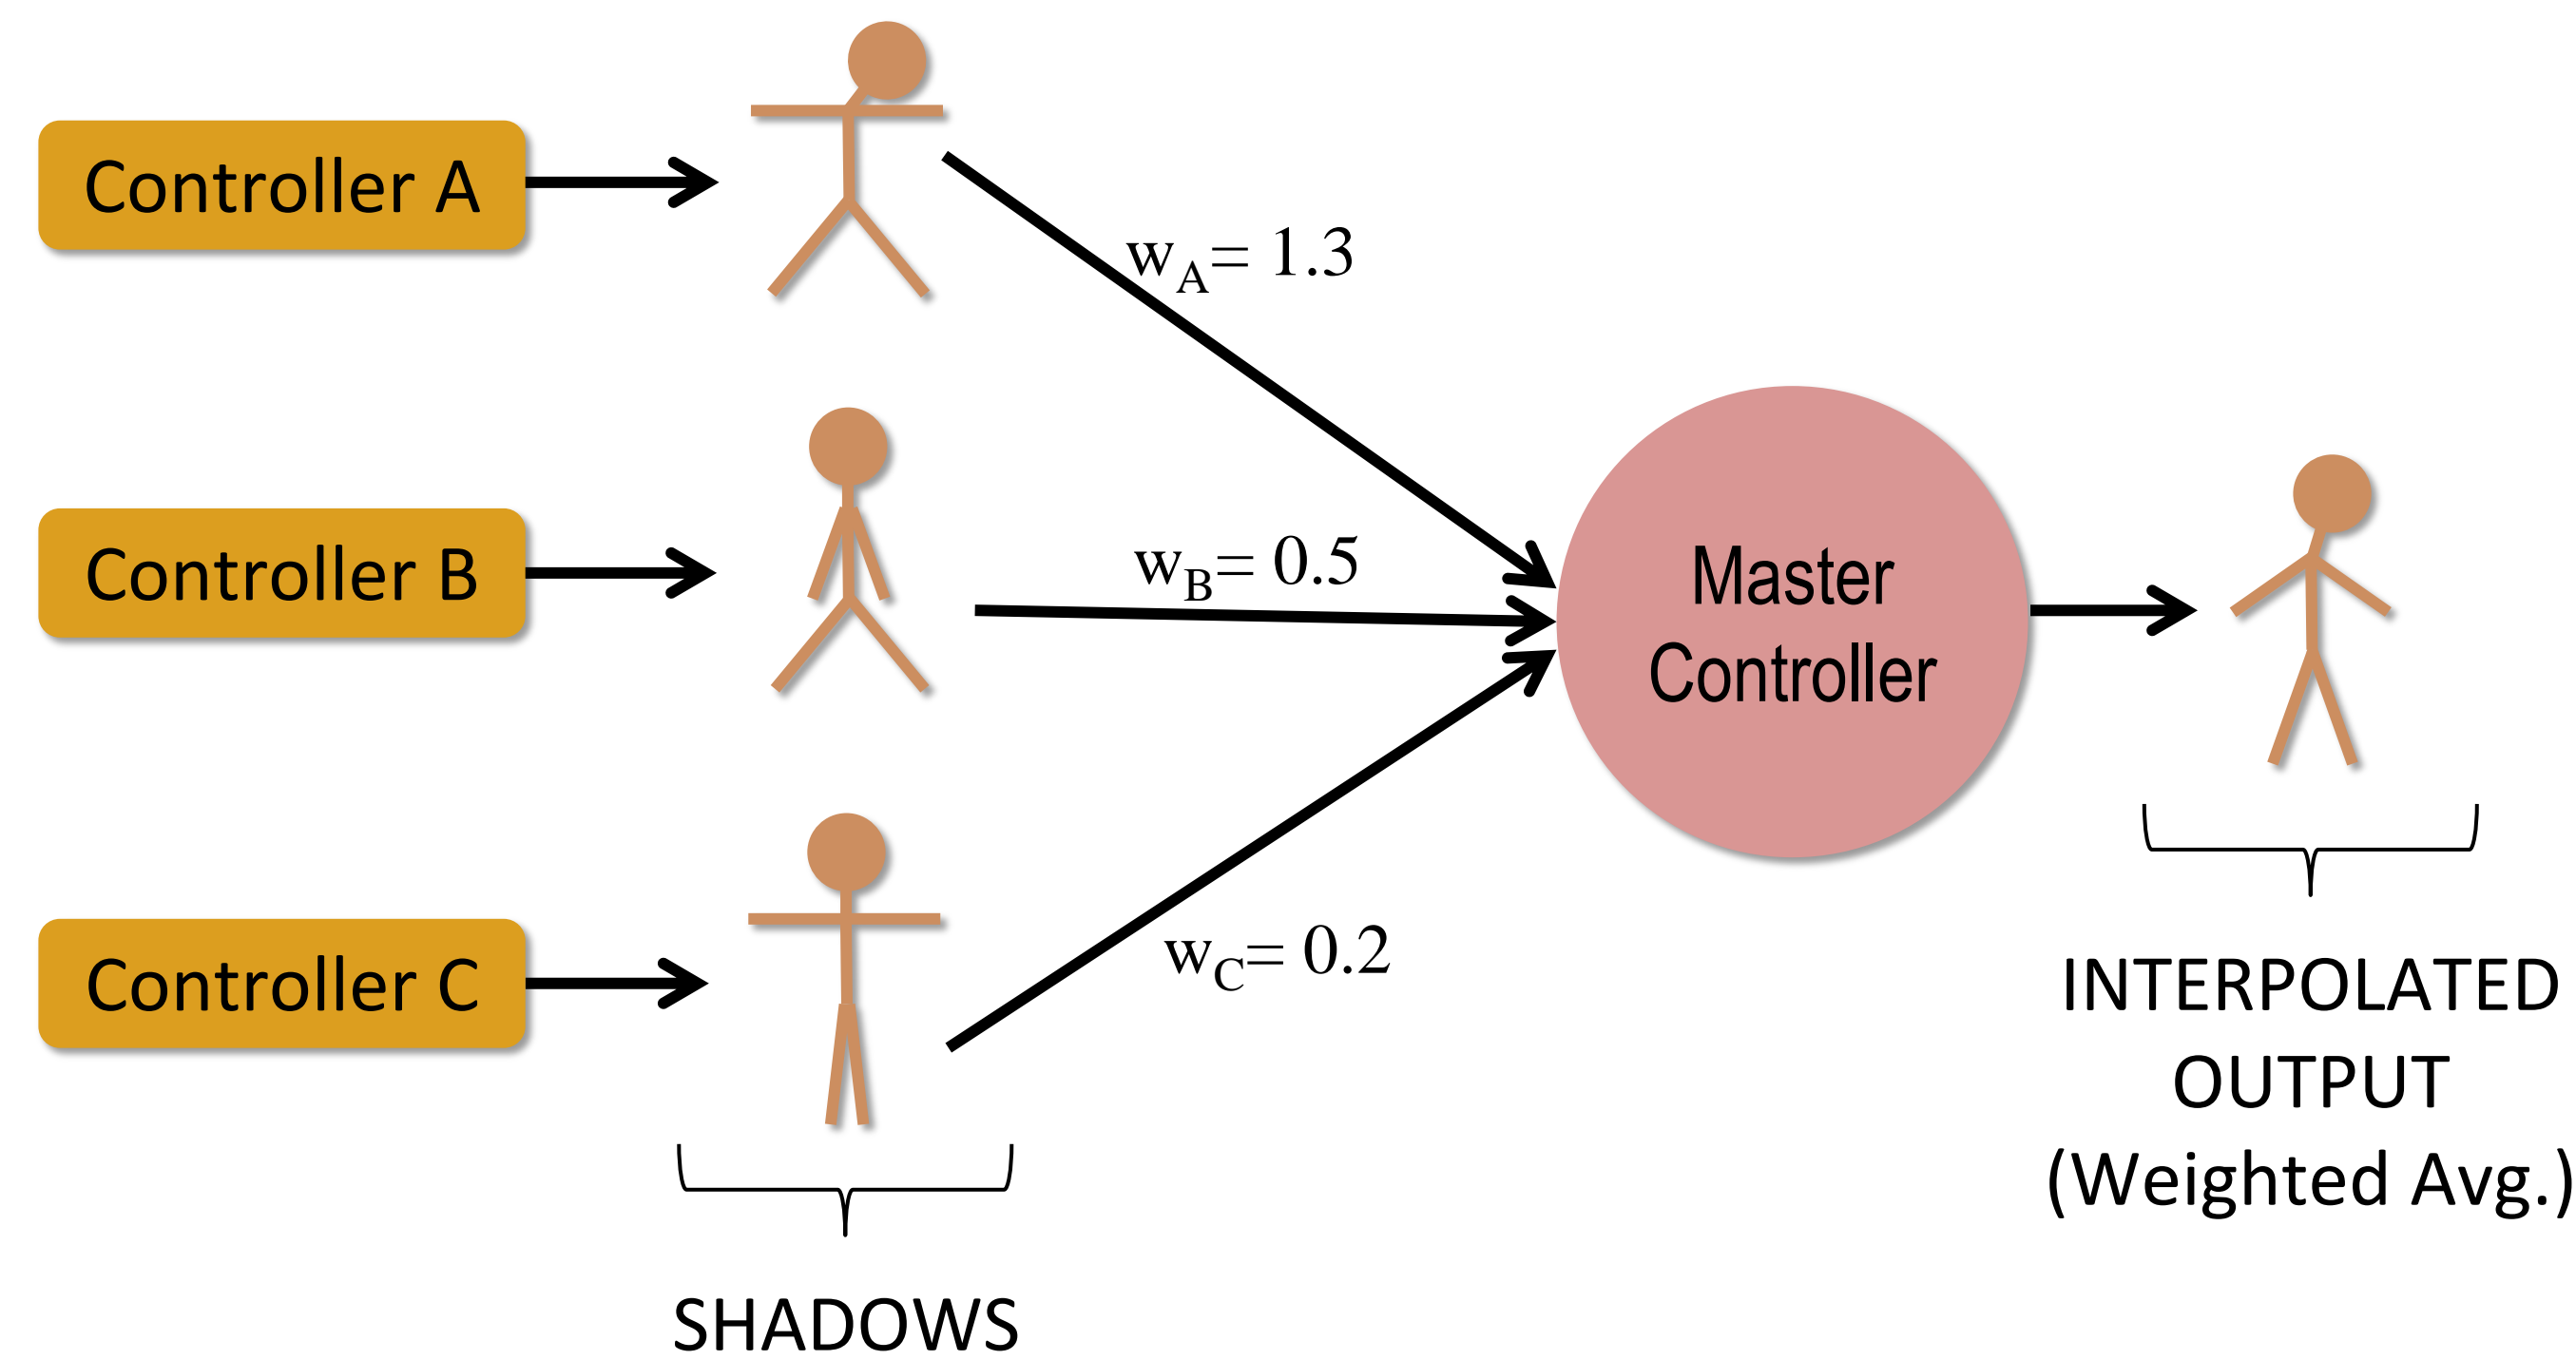 Controller A
wA= 1.3
Controller B
wB= 0.5
Master
Controller
Controller C
wC= 0.2
INTERPOLATED
OUTPUT
(Weighted Avg.)
SHADOWS